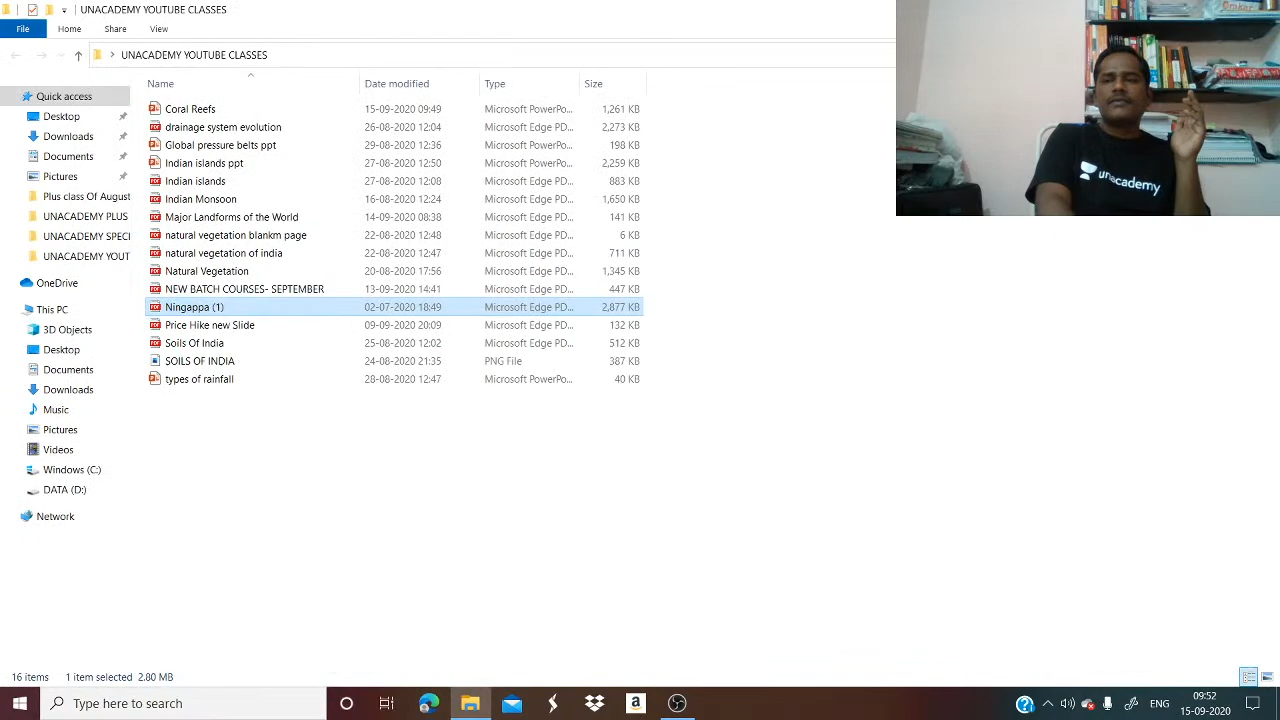 UNACADEMY YOUTUBE CLASSES
File Home Share View
UNACADEMY YOUTUBE CLASSES
Name Date modified Type Size
Coral Reefs 15-09-2020 09:49 Microsoft PowerPo... 1,261 KB
drainage system evolution 26-08-2020 12:04 Microsoft Edge PD... 2,273 KB
Global pressure belts ppt 29-08-2020 12:36 Microsoft PowerPo... 198 KB
Indian islands ppt 27-08-2020 12:50 Microsoft PowerPo... 2,259 KB
Indian islands 27-08-2020 Microsoft Edge PD... 883 KB
Indian Monsoon 16-08-2020 12:24 Microsoft Edge PD... 1,650 KB
Major Landforms of the World 14-09-2020 08:38 Microsoft Edge PD... 141 KB
natural vegetation blankm page 22-08-2020 12:48 Microsoft Edge PD... 6 KB
natural vegetation of india 22-08-2020 12:47 Microsoft Edge PD... 711 KB
Natural Vegetation 20-08-2020 17:56 Microsoft Edge PD... 1,345 KB
NEW BATCH COURSES- SEPTEMBER 13-09-2020 14:41 Microsoft Edge PD... 447 KB
Ningappa (1) 02-07-2020 18:49 Microsoft Edge PD... 2,877 KB
Price Hike new Slide 09-09-2020 20:09 Microsoft Edge PD... 132 KB
Soils Of India 25-08-2020 12:02 Microsoft Edge PD... 512 KB
SOILS OF INDIA 24-08-2020 21:35 PNG File 387 KB
types of rainfall 28-08-2020 12:47 Microsoft PowerPo... 40 KB
Quick access
Desktop
Downloads
Documents
Pictures
Plus class Of August
UNACADEMY PLUS
UNACADEMY SPECI
UNACADEMY YOUT
OneDrive
This PC
3D Objects
Desktop
Documents
Downloads
Music
Pictures
Videos
Windows (C:)
DATA (D:)
Network
unacademy
16 items 1 item selected 2.80 MB
Type here to search
a
ENG
09:52
15-09-2020